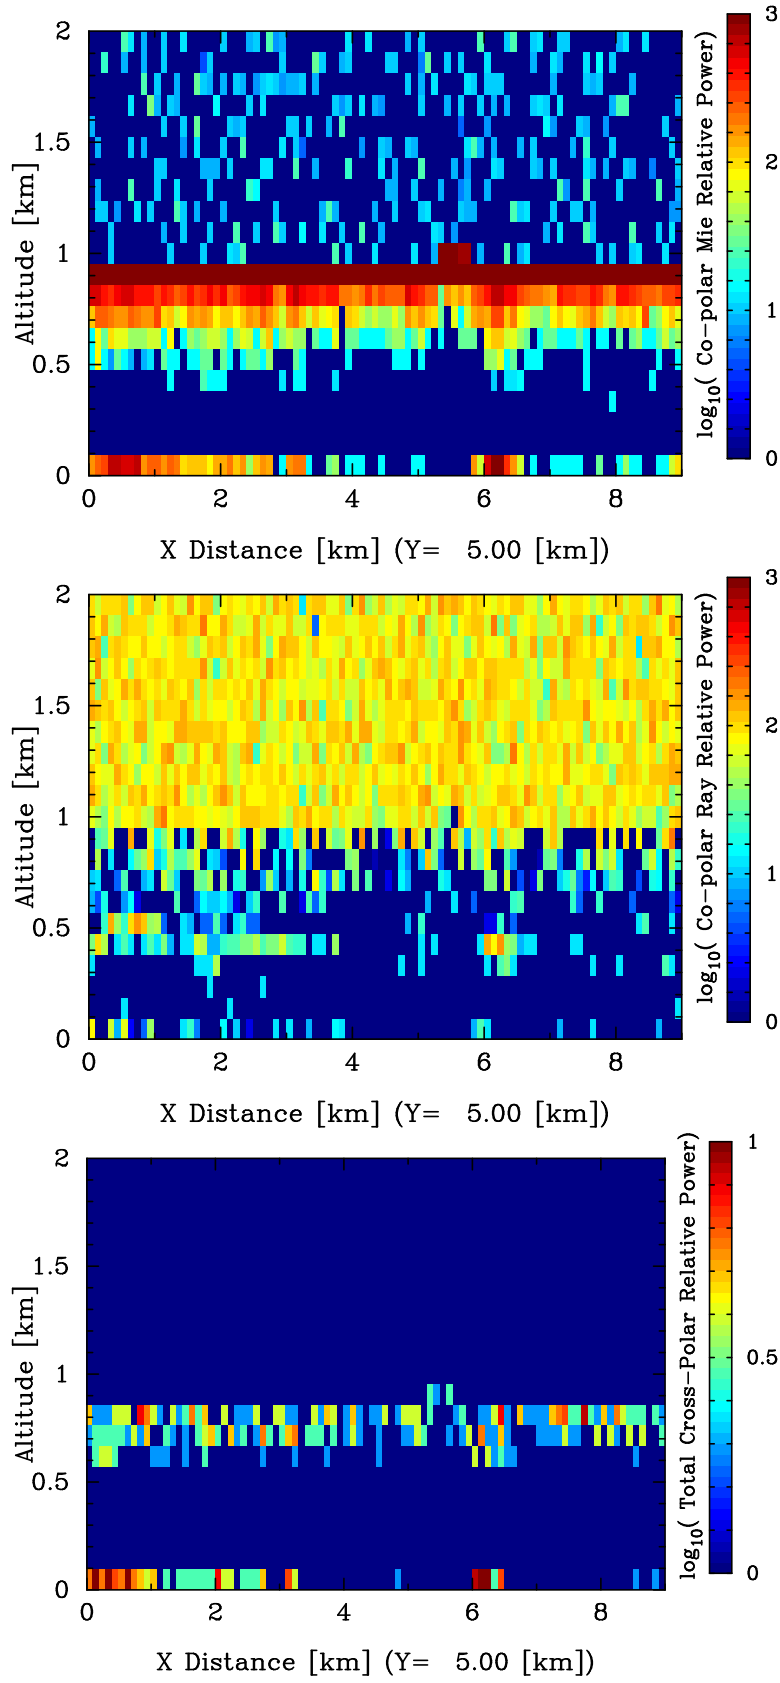 3
2
log10( Co-polar Mie Relative Power)
1.5
2
Altitude [km]
1
1
0.5
0
0
0 2 4 6 8
X Distance [km] (Y= 5.00 [km])
3
2
log10( Co-polar Ray Relative Power)
1.5
2
Altitude [km]
1
1
0.5
0
0
0 2 4 6 8
X Distance [km] (Y= 5.00 [km])
1
2
log10( Total Cross-Polar Relative Power)
1.5
Altitude [km]
1
0.5
0.5
0
0
0 2 4 6 8
X Distance [km] (Y= 5.00 [km])